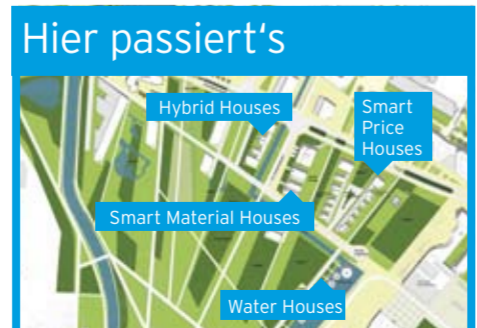 Hier passiert‘s
Hybrid Houses
Smart
Price
Houses
Smart Material Houses
Water Houses